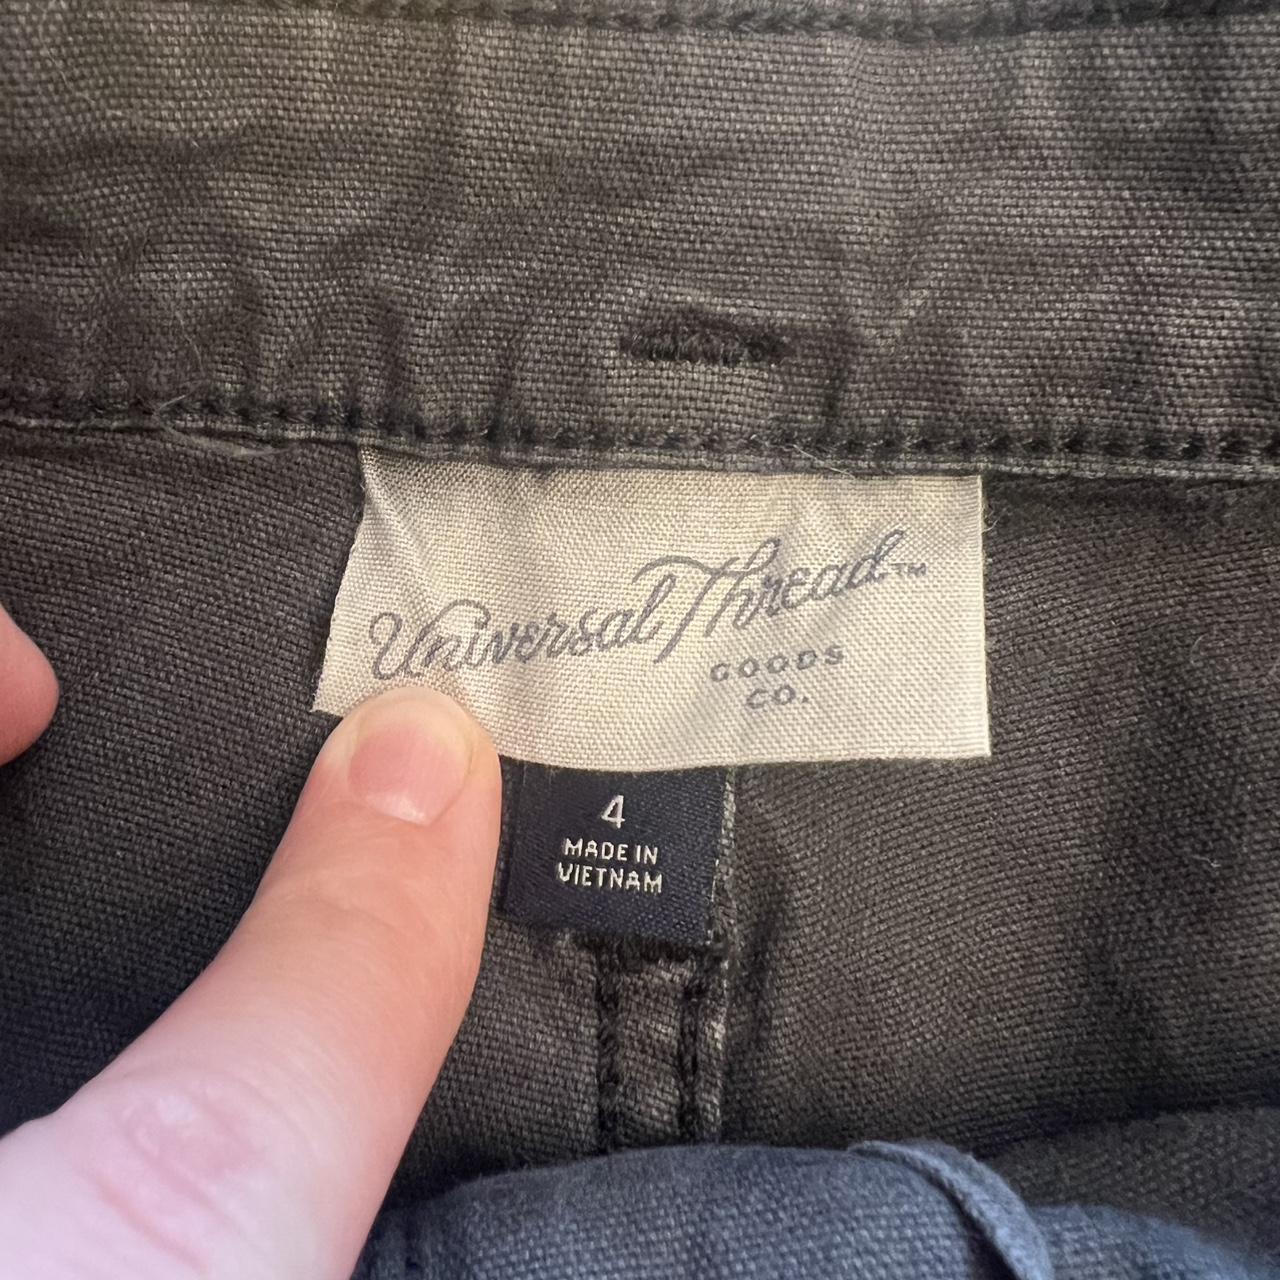 Universal Thread™
GOODS
CO.
4
MADE IN
VIETNAM